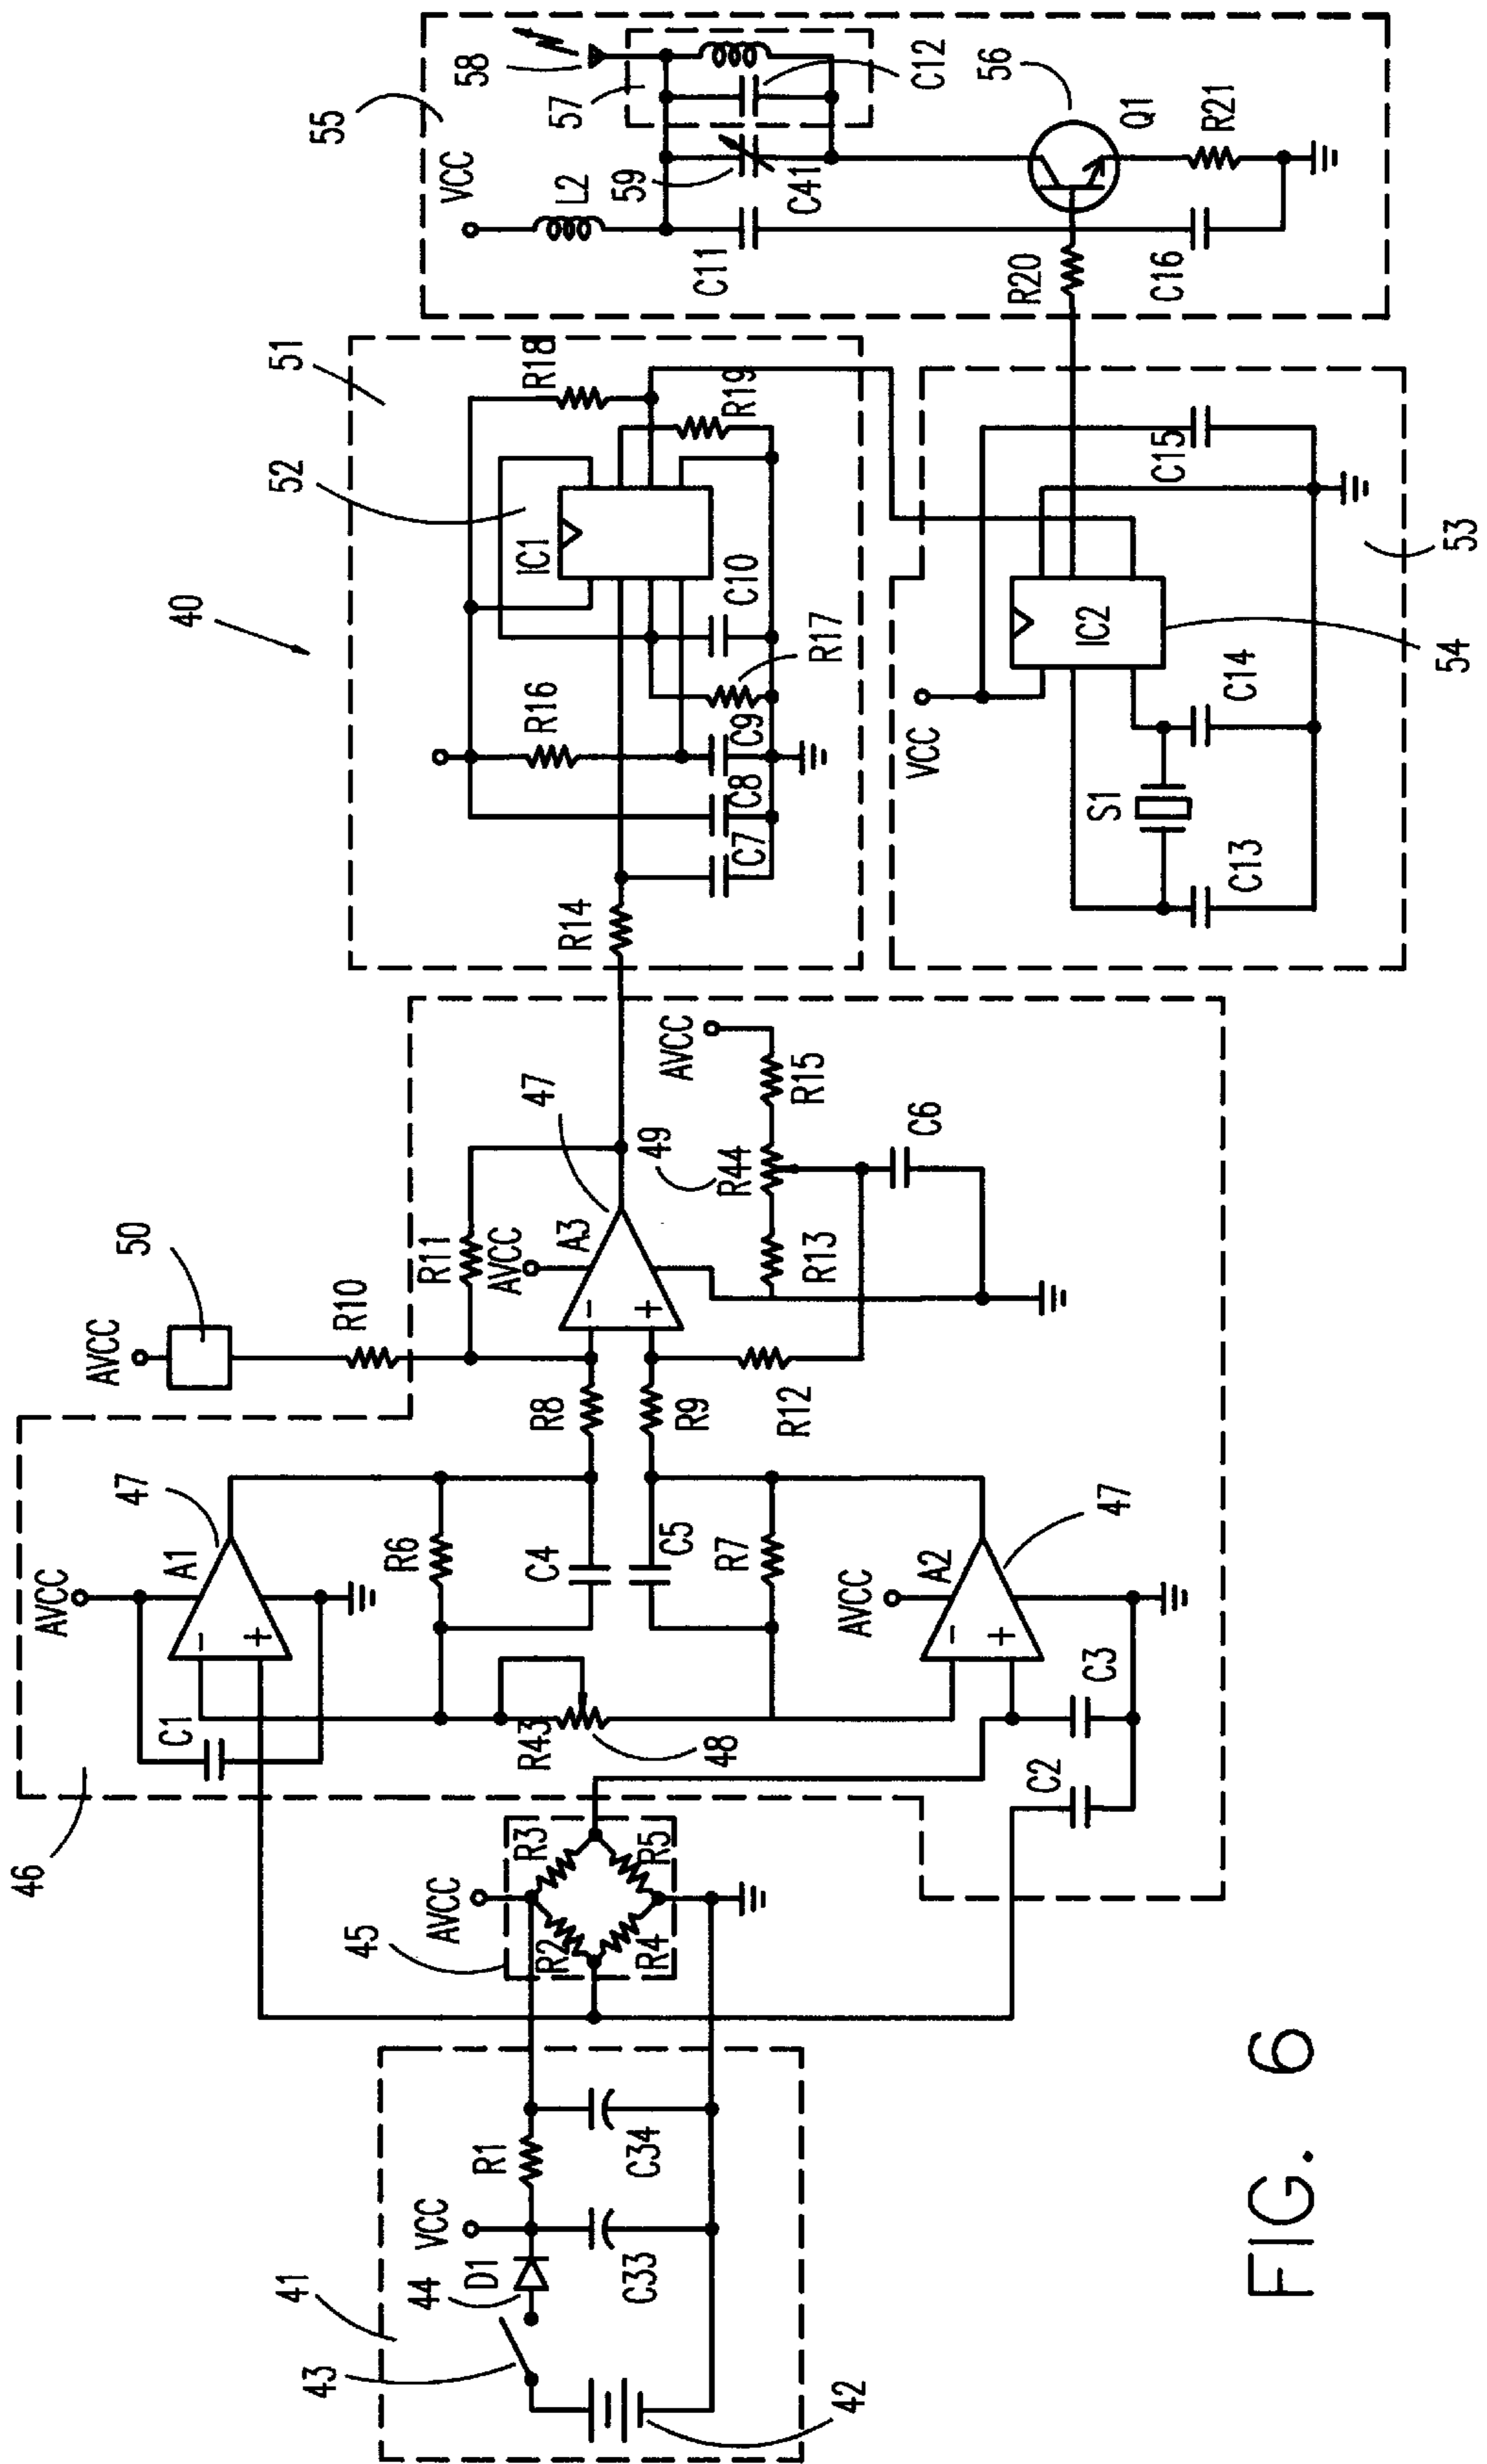 40
55
58
57
VCC
L2
59
C11
C41
C12
56
Q1
R20
C16
R21
51
52
R18
R19
IC1
R16
C10
R17
C9
C8
C7
R14
VCC
C15
IC2
S1
C14
C13
53
54
50
AVCC
R10
R11
47
AVCC
A3
-
+
49
AVCC
R44
R15
R13
C6
R8
R9
R12
46
47
AVCC
A1
-
+
C1
R6
C4
C5
R7
R43
48
AVCC
A2
-
+
47
C3
C2
45
AVCC
R3
R2
R5
R4
41
VCC
R1
44
D1
43
C33
C34
42
FIG. 6